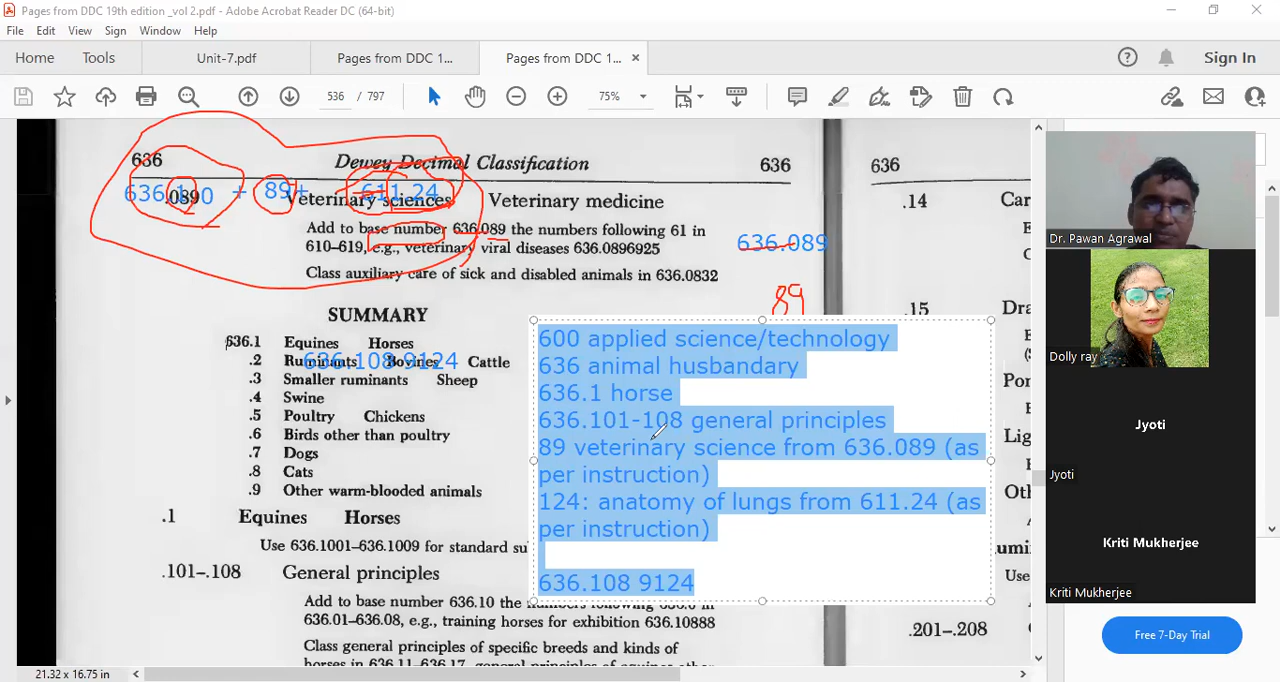 Pages from DDC 19th edition _vol 2.pdf - Adobe Acrobat Reader DC (64-bit)
File Edit View Sign Window Help
Home Tools Unit-7.pdf Pages from DDC 1... Pages from DDC 1... × Sign In
536 / 797 75%
636 Dewey Decimal Classification 636
636.1 0 + 89+ 611.24
.089 Veterinary sciences Veterinary medicine
Add to base number 636.089 the numbers following 61 in
610–619, e.g., veterinary viral diseases 636.0896925
636.089
Class auxiliary care of sick and disabled animals in 636.0832
89
SUMMARY
636.1 Equines Horses
.2 Ruminants Bovines Cattle
636.108 9124
.3 Smaller ruminants Sheep
.4 Swine
.5 Poultry Chickens
.6 Birds other than poultry
.7 Dogs
.8 Cats
.9 Other warm-blooded animals
.1 Equines Horses
Use 636.1001–636.1009 for standard
.101–.108 General principles
Add to base number 636.10 the numbers following 636.0 in
636.01–636.08, e.g., training horses for exhibition 636.10888
Class general principles of specific breeds and kinds of
600 applied science/technology
636 animal husbandary
636.1 horse
636.101-108 general principles
89 veterinary science from 636.089 (as
per instruction)
124: anatomy of lungs from 611.24 (as
per instruction)
636.108 9124
636
.14
.15
.201–.208
Dr. Pawan Agrawal
Dolly ray
Jyoti
Jyoti
Kriti Mukherjee
Kriti Mukherjee
Free 7-Day Trial
21.32 x 16.75 in